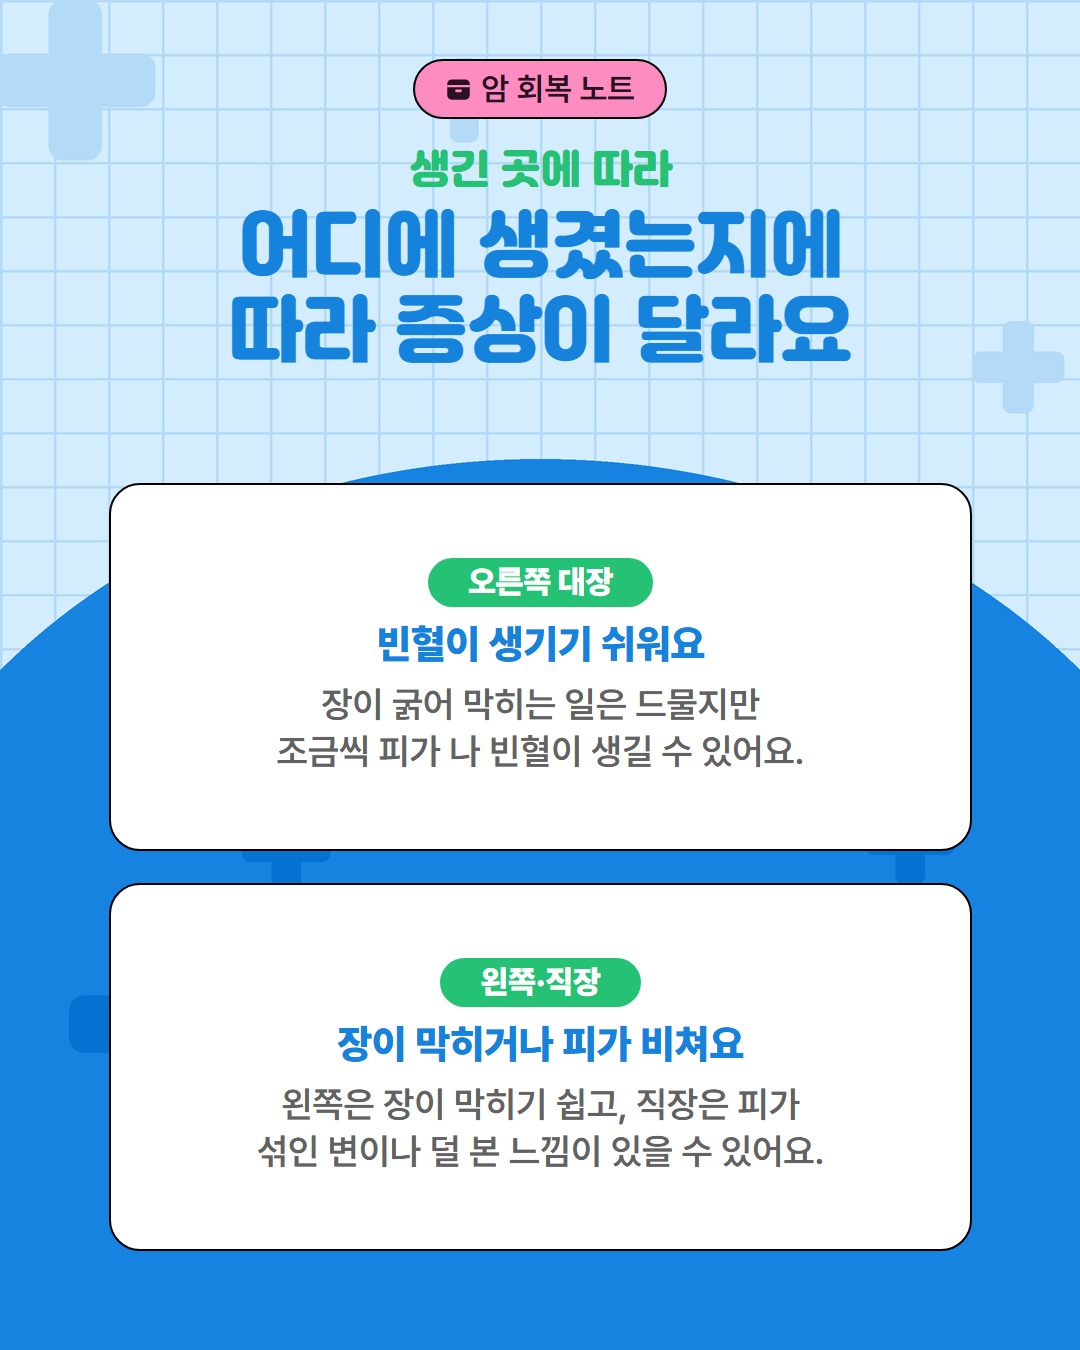 암 회복 노트
생긴 곳에 따라
어디에 생겼는지에
따라 증상이 달라요
오른쪽 대장
빈혈이 생기기 쉬워요
장이 굵어 막히는 일은 드물지만
조금씩 피가 나 빈혈이 생길 수 있어요.
왼쪽·직장
장이 막히거나 피가 비쳐요
왼쪽은 장이 막히기 쉽고, 직장은 피가
섞인 변이나 덜 본 느낌이 있을 수 있어요.